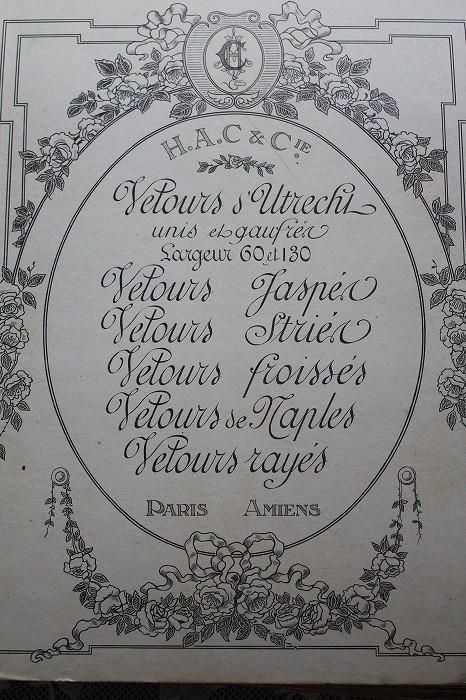 H.A.C & CIE.
Velours d'Utrecht
unis et gaufrés
Largeur 60 et 130
Velours Jaspés
Velours Striés
Velours froissés
Velours de Naples
Velours rayés
PARIS AMIENS